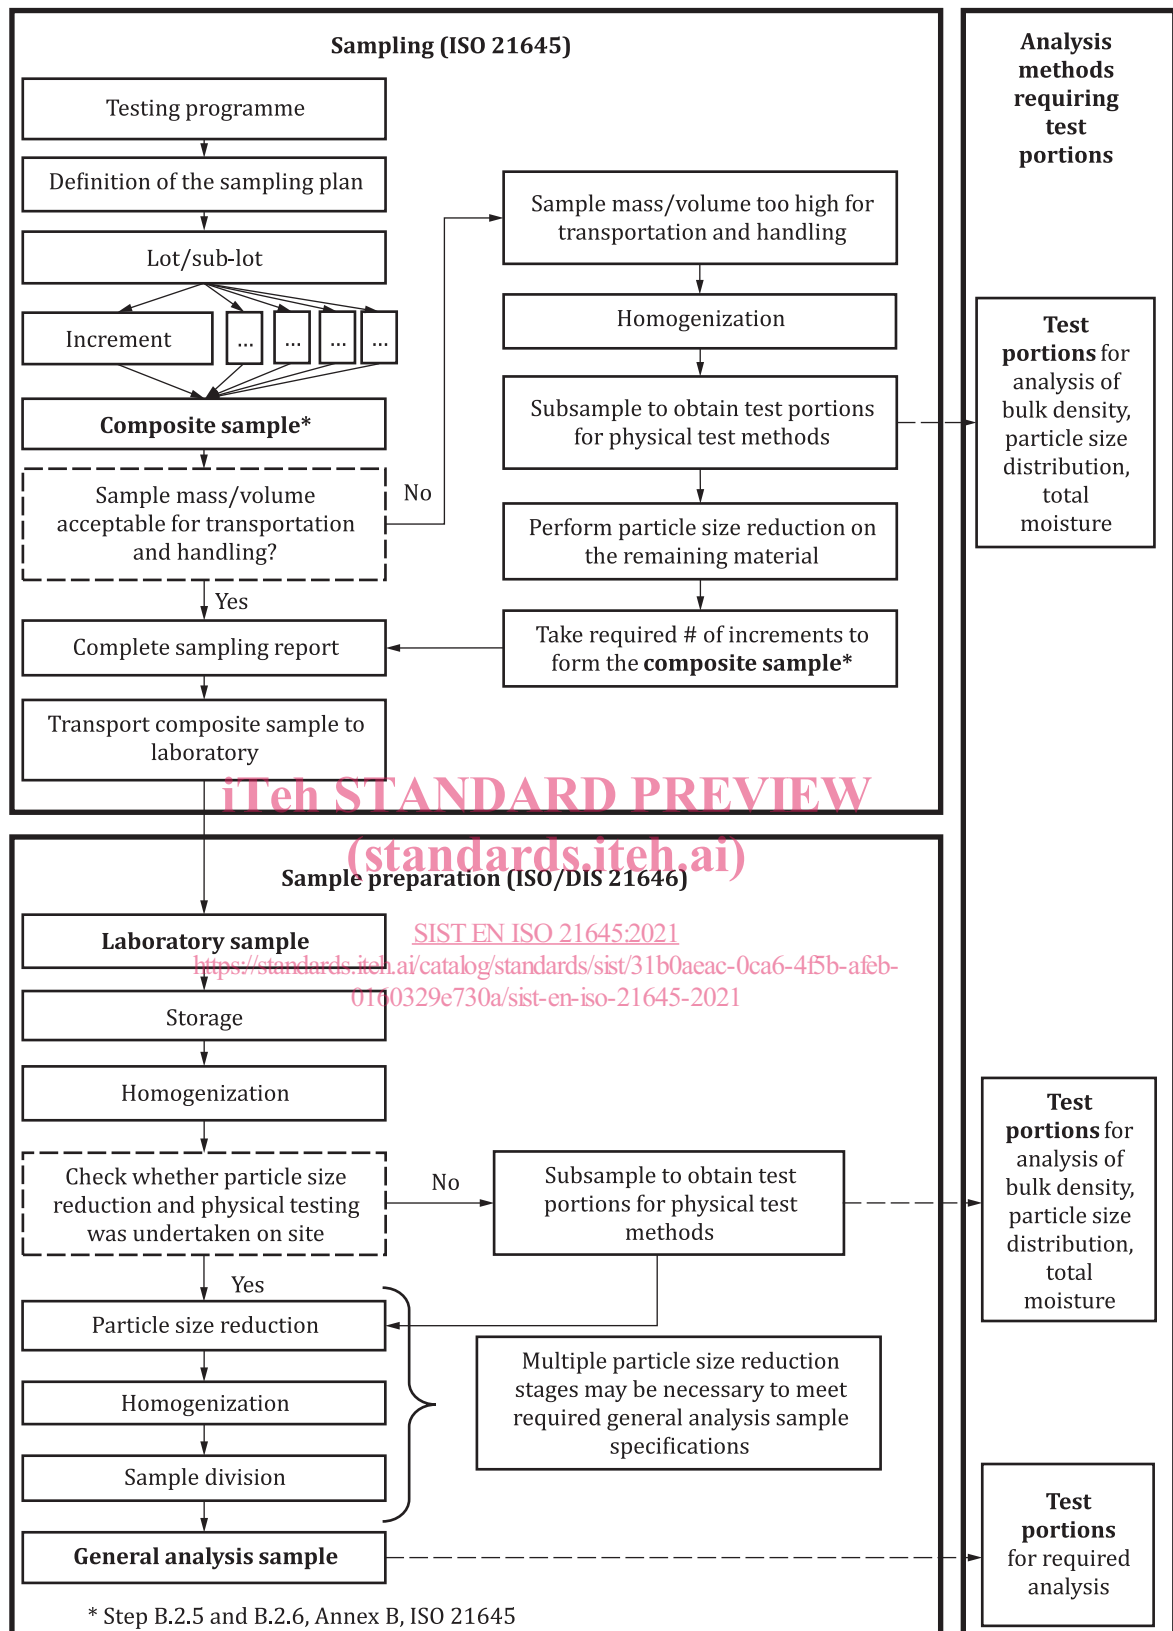 Sampling (ISO 21645)
Testing programme
Definition of the sampling plan
Lot/sub-lot
Increment
...
...
...
...
Composite sample*
Sample mass/volume
acceptable for transportation
and handling?
No
Yes
Complete sampling report
Transport composite sample to
laboratory
Sample mass/volume too high for
transportation and handling
Homogenization
Subsample to obtain test portions
for physical test methods
Perform particle size reduction on
the remaining material
Take required # of increments to
form the composite sample*
Analysis
methods
requiring
test
portions
Test
portions for
analysis of
bulk density,
particle size
distribution,
total
moisture
iTeh STANDARD PREVIEW
(standards.iteh.ai)
Sample preparation (ISO/DIS 21646)
SIST EN ISO 21645:2021
https://standards.iteh.ai/catalog/standards/sist/31b0aeac-0ca6-4f5b-afeb-
0160329e730a/sist-en-iso-21645-2021
Laboratory sample
Storage
Homogenization
Check whether particle size
reduction and physical testing
was undertaken on site
No
Yes
Subsample to obtain test
portions for physical test
methods
Test
portions for
analysis of
bulk density,
particle size
distribution,
total
moisture
Particle size reduction
Homogenization
Sample division
Multiple particle size reduction
stages may be necessary to meet
required general analysis sample
specifications
General analysis sample
Test
portions
for required
analysis
* Step B.2.5 and B.2.6, Annex B, ISO 21645